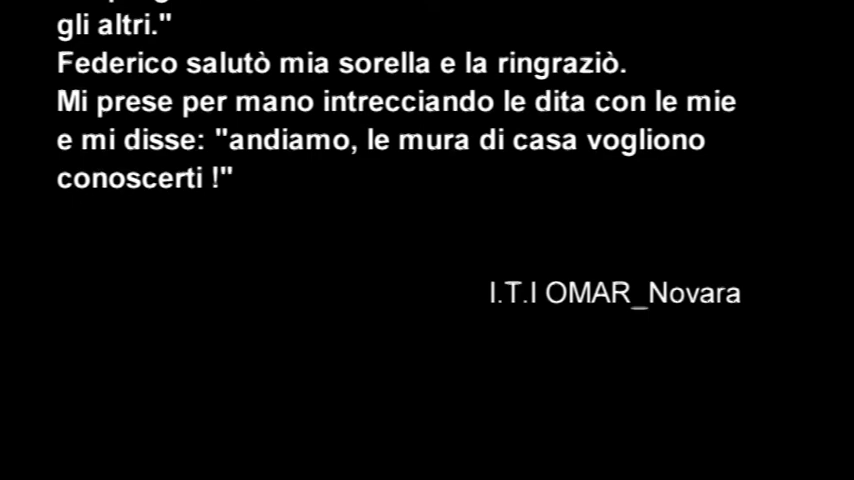 gli altri."
Federico salutò mia sorella e la ringraziò.
Mi prese per mano intrecciando le dita con le mie
e mi disse: "andiamo, le mura di casa vogliono
conoscerti !"
I.T.I OMAR_Novara